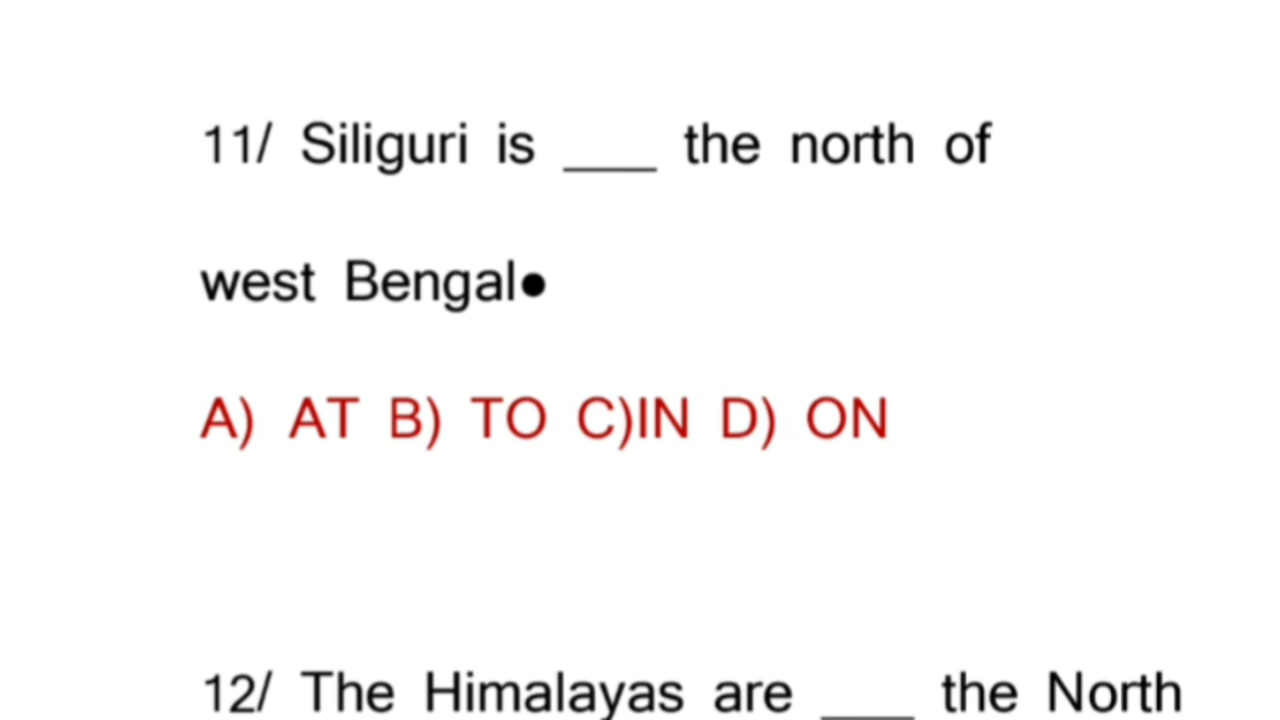 11/ Siliguri is ___ the north of
west Bengal●
A) AT B) TO C)IN D) ON
12/ The Himalayas are ___ the North